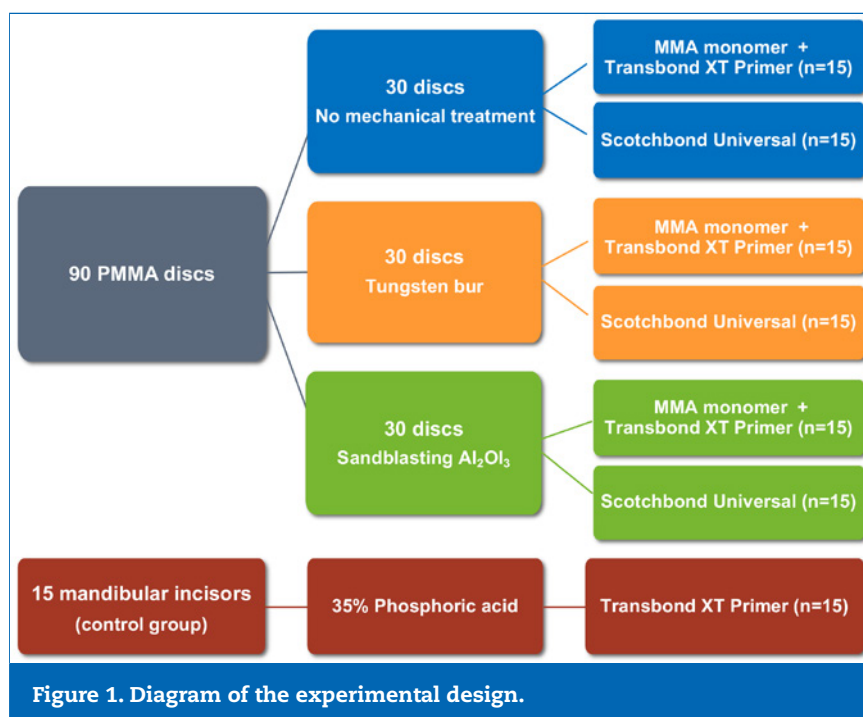 90 PMMA discs
30 discs
No mechanical treatment
MMA monomer +
Transbond XT Primer (n=15)
Scotchbond Universal (n=15)
30 discs
Tungsten bur
MMA monomer +
Transbond XT Primer (n=15)
Scotchbond Universal (n=15)
30 discs
Sandblasting Al₂OI₃
MMA monomer +
Transbond XT Primer (n=15)
Scotchbond Universal (n=15)
15 mandibular incisors
(control group)
35% Phosphoric acid
Transbond XT Primer (n=15)
Figure 1. Diagram of the experimental design.